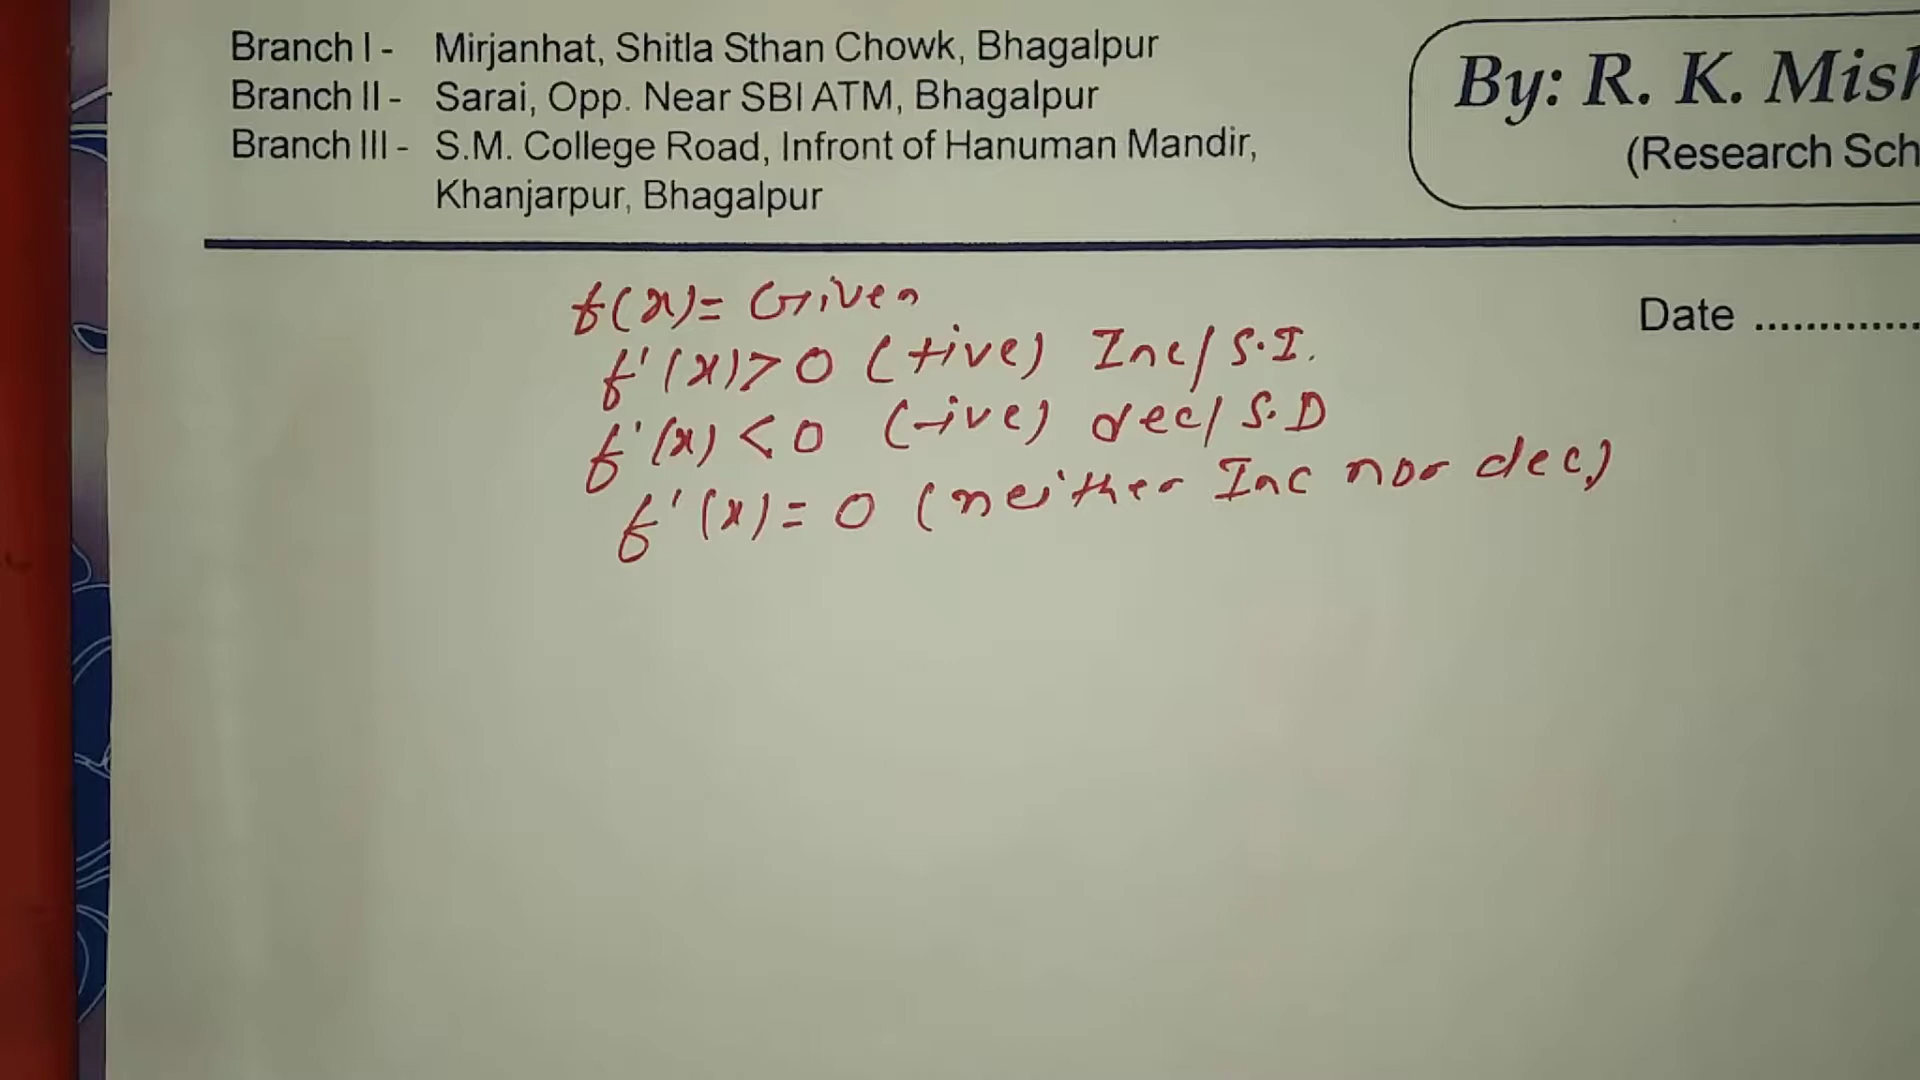 Branch I - Mirjanhat, Shitla Sthan Chowk, Bhagalpur
Branch II - Sarai, Opp. Near SBI ATM, Bhagalpur
Branch III - S.M. College Road, Infront of Hanuman Mandir,
Khanjarpur, Bhagalpur
By: R. K. Mish
(Research Sch
Date ..............
f(x)= Given
f'(x)>0 (+ive) Inc/ S.I.
f'(x) <0 (-ive) dec/ S.D
f'(x)= 0 (neither Inc nor dec)